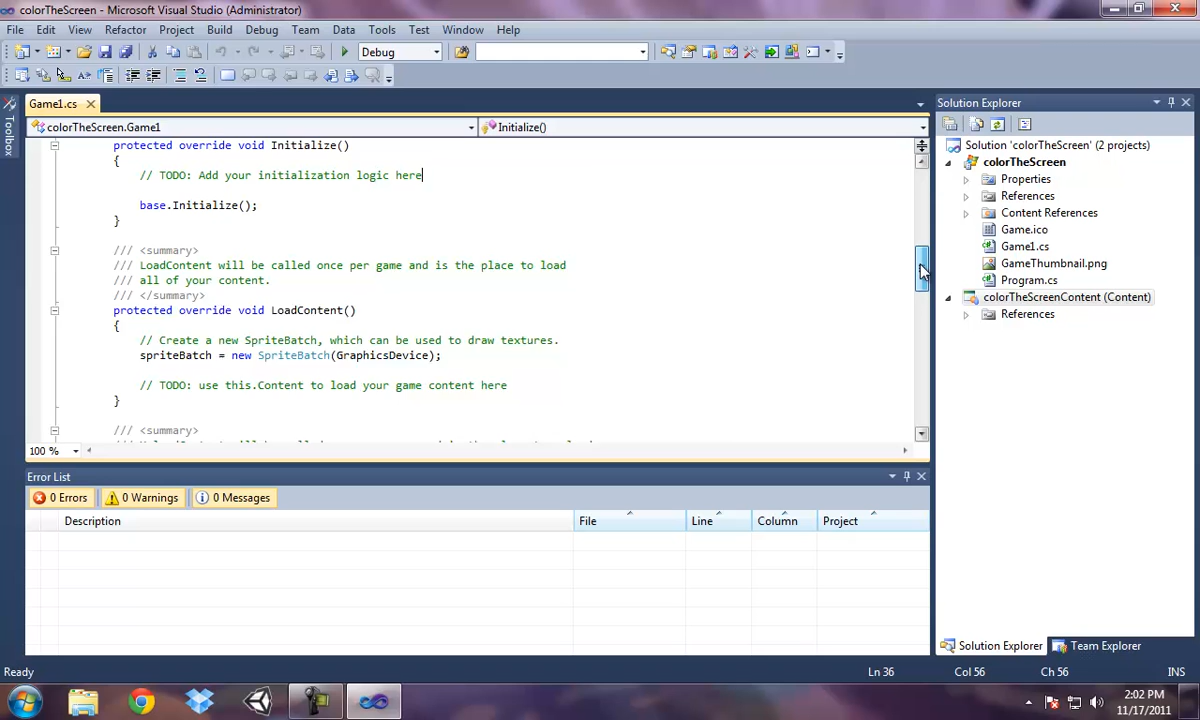 colorTheScreen - Microsoft Visual Studio (Administrator)
File Edit View Refactor Project Build Debug Team Data Tools Test Window Help
Debug
Game1.cs
Toolbox
colorTheScreen.Game1 Initialize()
protected override void Initialize()
{
// TODO: Add your initialization logic here
base.Initialize();
}
/// <summary>
/// LoadContent will be called once per game and is the place to load
/// all of your content.
/// </summary>
protected override void LoadContent()
{
// Create a new SpriteBatch, which can be used to draw textures.
spriteBatch = new SpriteBatch(GraphicsDevice);
// TODO: use this.Content to load your game content here
}
/// <summary>
100 %
Error List
0 Errors 0 Warnings 0 Messages
Description File Line Column Project
Solution Explorer
Solution 'colorTheScreen' (2 projects)
colorTheScreen
Properties
References
Content References
Game.ico
Game1.cs
GameThumbnail.png
Program.cs
colorTheScreenContent (Content)
References
Solution Explorer Team Explorer
Ready Ln 36 Col 56 Ch 56 INS
2:02 PM
11/17/2011